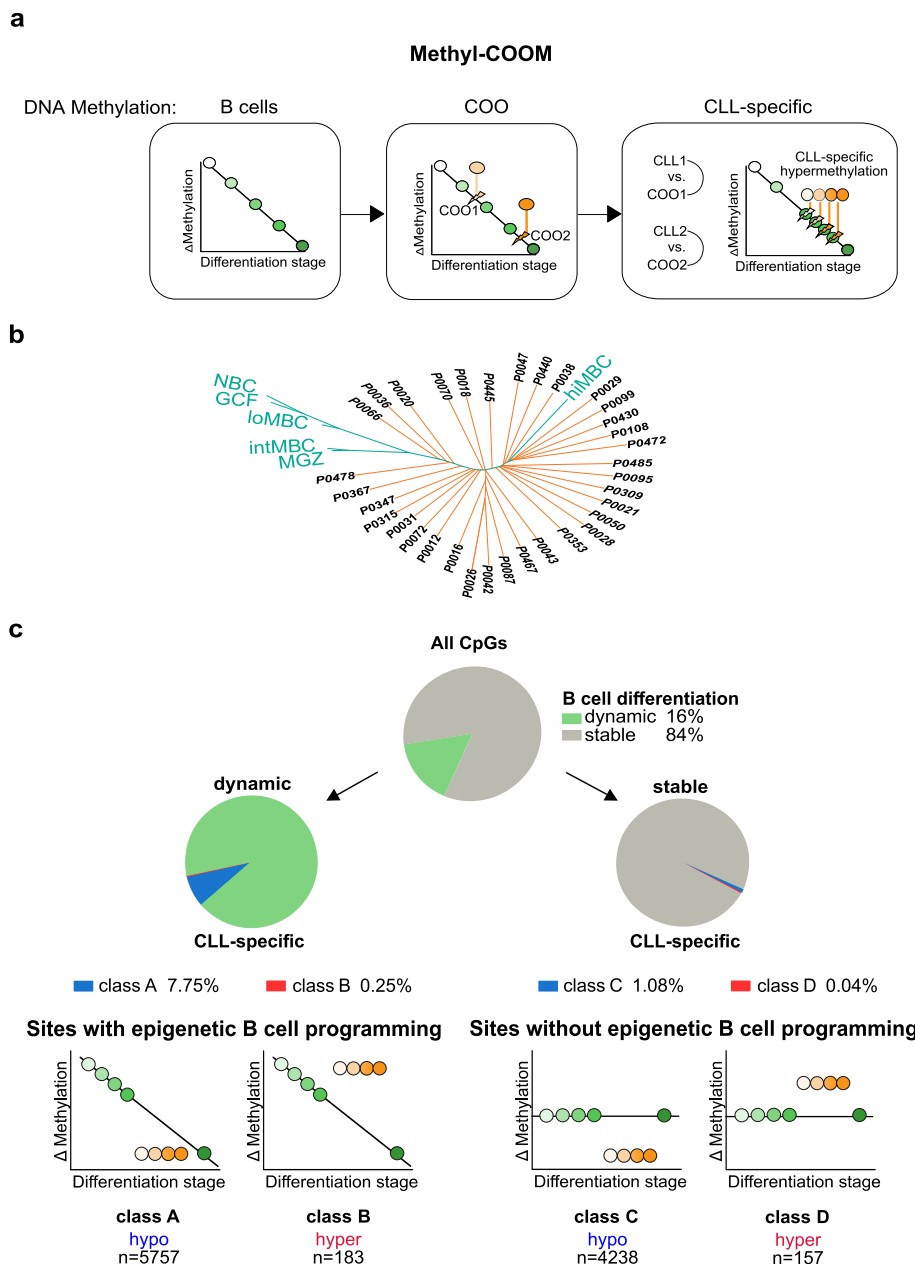 a
Methyl-COOM
DNA Methylation:
B cells
COO
CLL-specific
ΔMethylation
Differentiation stage
ΔMethylation
COO1
COO2
Differentiation stage
CLL1
vs.
COO1
CLL2
vs.
COO2
CLL-specific
hypermethylation
ΔMethylation
Differentiation stage
b
NBC
GCF
loMBC
intMBC
MGZ
P0066
P0036
P0020
P0070
P0018
P0445
P0047
P0440
P0038
hiMBC
P0029
P0099
P0430
P0108
P0472
P0485
P0095
P0309
P0021
P0050
P0028
P0353
P0043
P0467
P0087
P0042
P0026
P0016
P0012
P0072
P0031
P0315
P0347
P0367
P0478
c
All CpGs
B cell differentiation
dynamic 16%
stable 84%
dynamic
stable
CLL-specific
CLL-specific
class A 7.75%
class B 0.25%
class C 1.08%
class D 0.04%
Sites with epigenetic B cell programming
Sites without epigenetic B cell programming
Δ Methylation
Differentiation stage
Δ Methylation
Differentiation stage
Δ Methylation
Differentiation stage
Δ Methylation
Differentiation stage
class A
hypo
n=5757
class B
hyper
n=183
class C
hypo
n=4238
class D
hyper
n=157